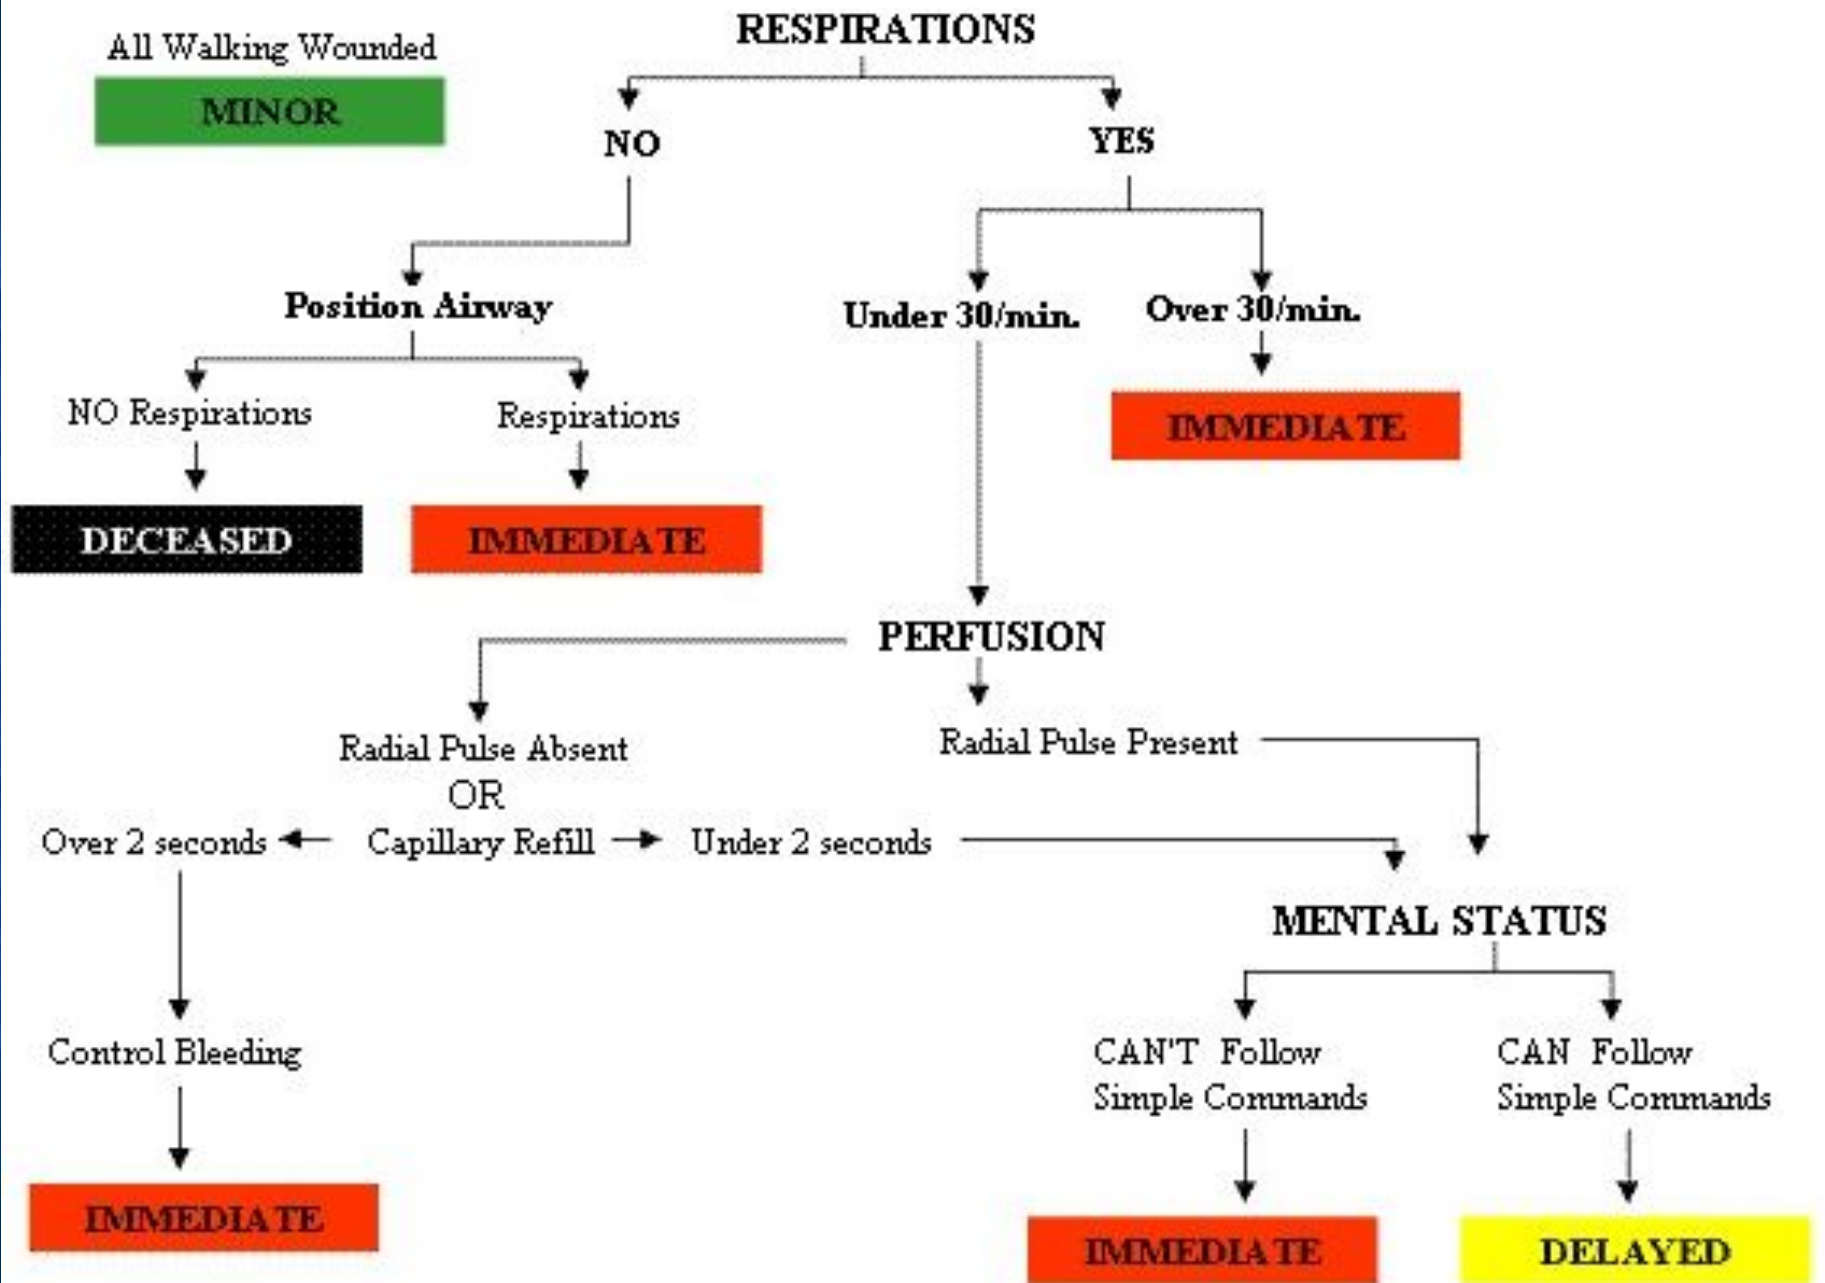 All Walking Wounded
MINOR
RESPIRATIONS
NO
YES
Position Airway
Under 30/min.
Over 30/min.
IMMEDIATE
NO Respirations
Respirations
DECEASED
IMMEDIATE
PERFUSION
Radial Pulse Absent
OR
Radial Pulse Present
Over 2 seconds
Capillary Refill
Under 2 seconds
MENTAL STATUS
Control Bleeding
CAN'T Follow
Simple Commands
CAN Follow
Simple Commands
IMMEDIATE
IMMEDIATE
DELAYED